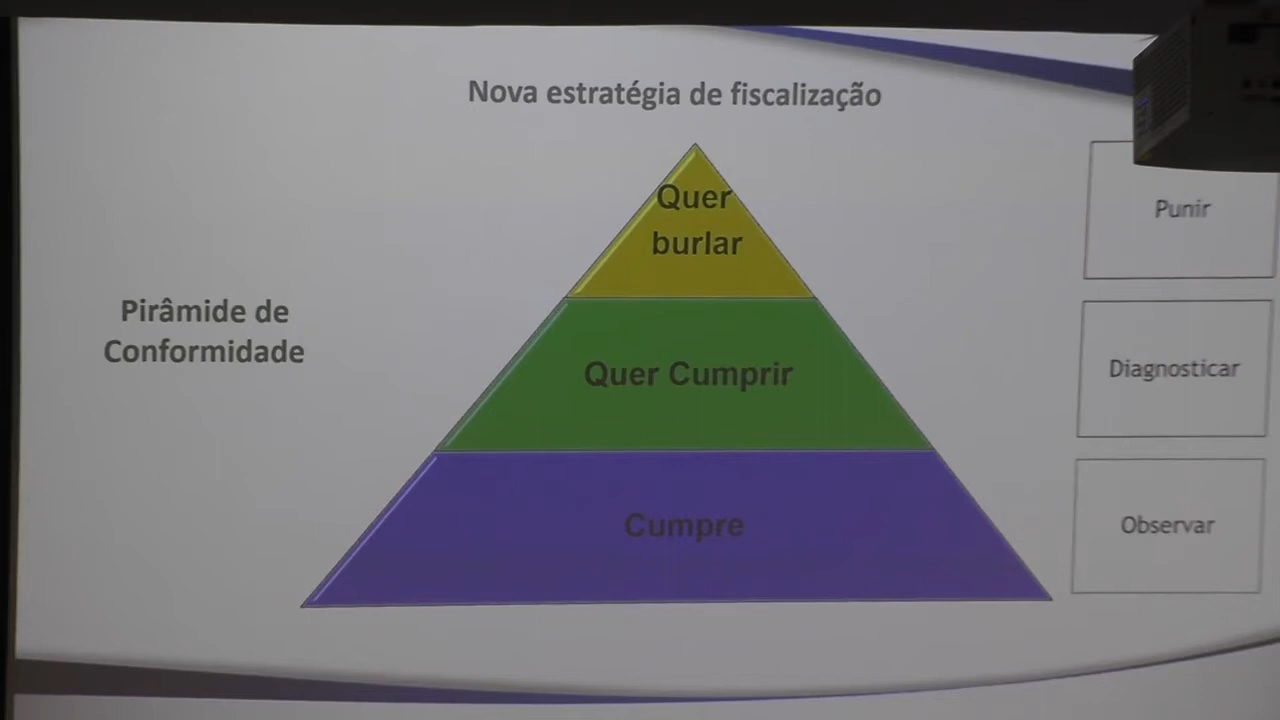 Nova estratégia de fiscalização
Quer
burlar
Punir
Pirâmide de
Conformidade
Quer Cumprir
Diagnosticar
Cumpre
Observar